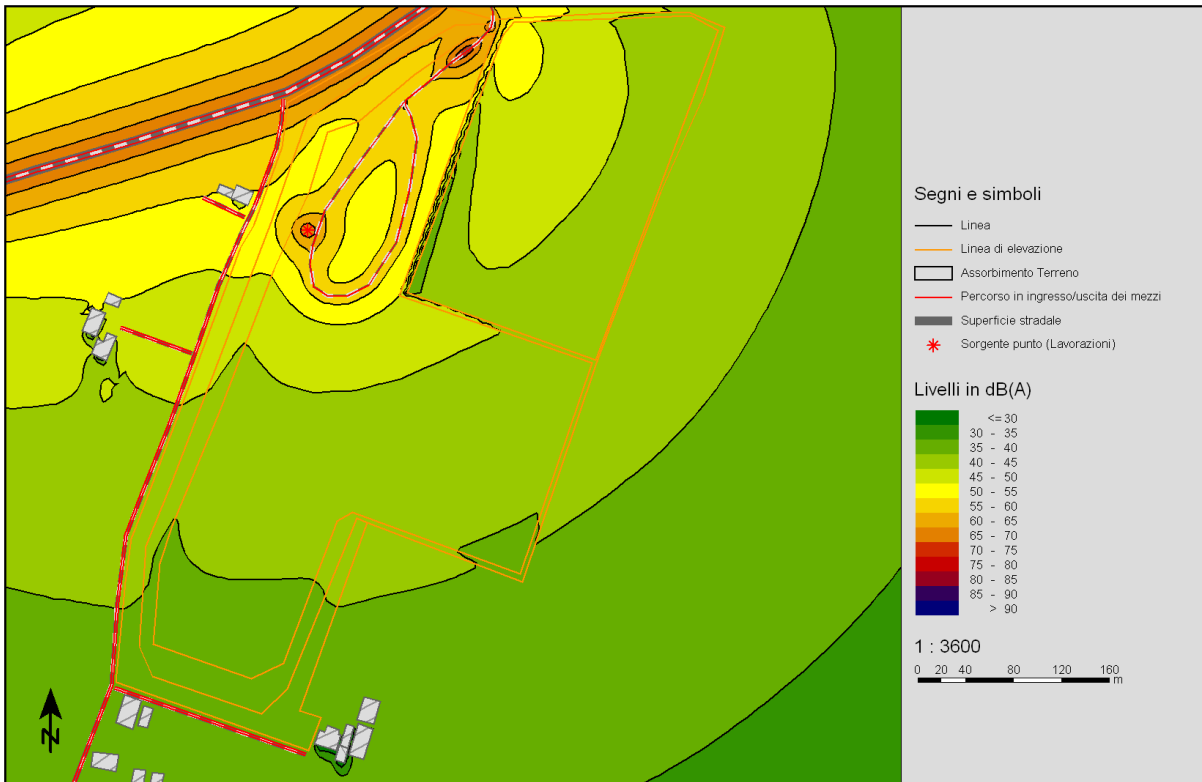 Segni e simboli
Linea
Linea di elevazione
Assorbimento Terreno
Percorso in ingresso/uscita dei mezzi
Superficie stradale
Sorgente punto (Lavorazioni)
Livelli in dB(A)
<= 30
30 - 35
35 - 40
40 - 45
45 - 50
50 - 55
55 - 60
60 - 65
65 - 70
70 - 75
75 - 80
80 - 85
85 - 90
> 90
1 : 3600
0 20 40 80 120 160
m
N